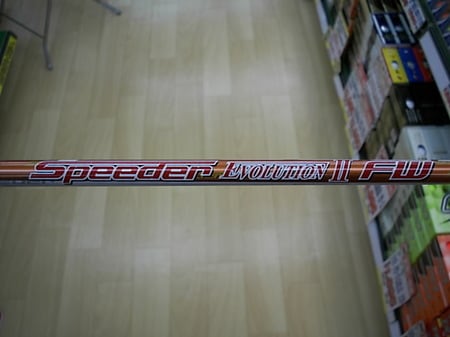 Speeder EVOLUTION II FW